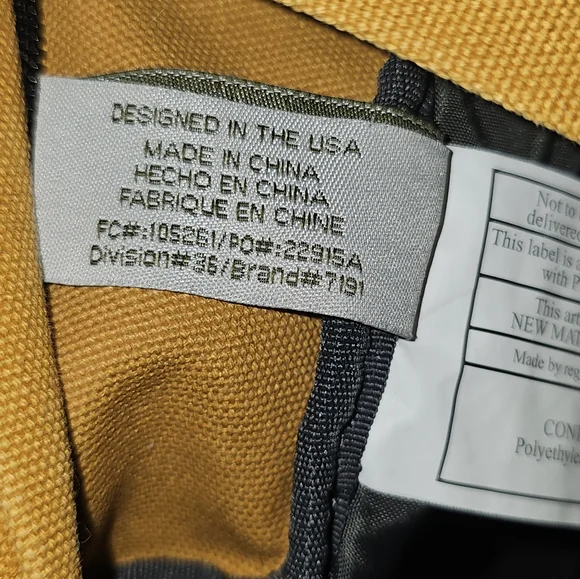 DESIGNED IN THE USA
MADE IN CHINA
HECHO EN CHINA
FABRIQUE EN CHINE
FC#:105261/PO#:22915A
Division#36/Brand#7191
Not to
delivered
This label is
with P
This art
NEW MAT
Made by reg
CON
Polyethyle